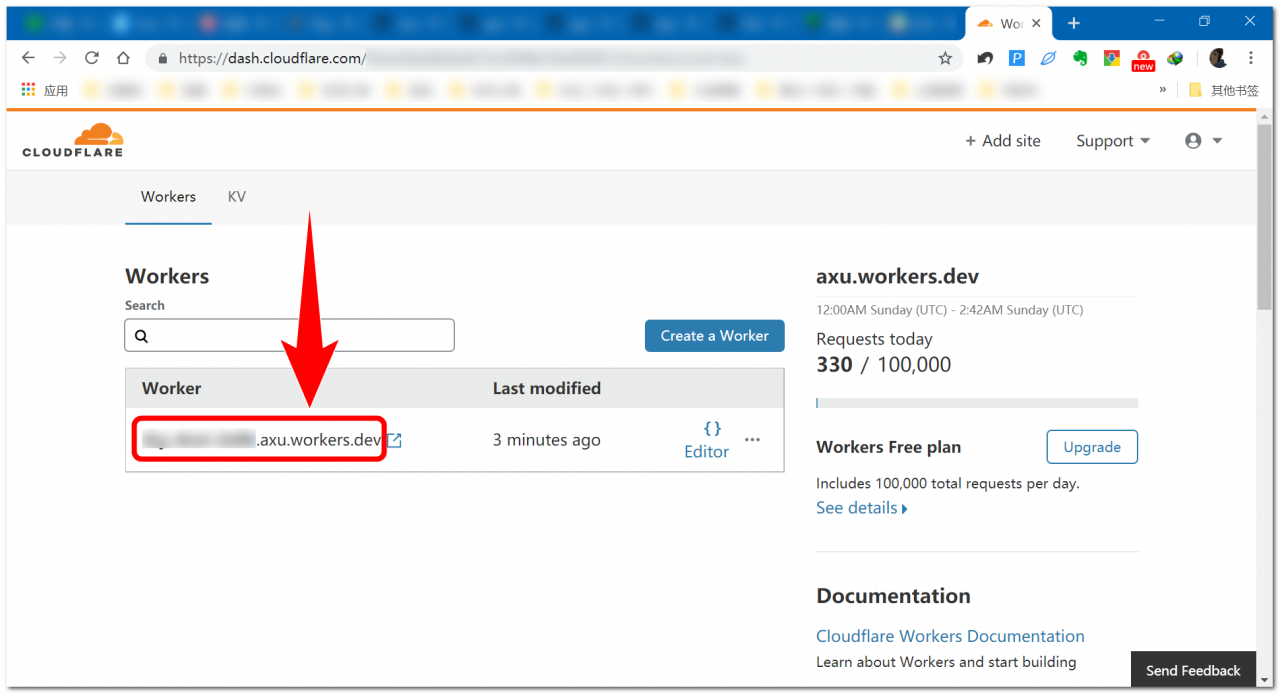 Wor
https://dash.cloudflare.com/
P
new
应用
»
其他书签
CLOUDFLARE
+ Add site
Support
Workers
KV
Workers
Search
Create a Worker
Worker
Last modified
.axu.workers.dev
3 minutes ago
{}
Editor
...
axu.workers.dev
12:00AM Sunday (UTC) - 2:42AM Sunday (UTC)
Requests today
330 / 100,000
Workers Free plan
Upgrade
Includes 100,000 total requests per day.
See details
Documentation
Cloudflare Workers Documentation
Learn about Workers and start building
Send Feedback